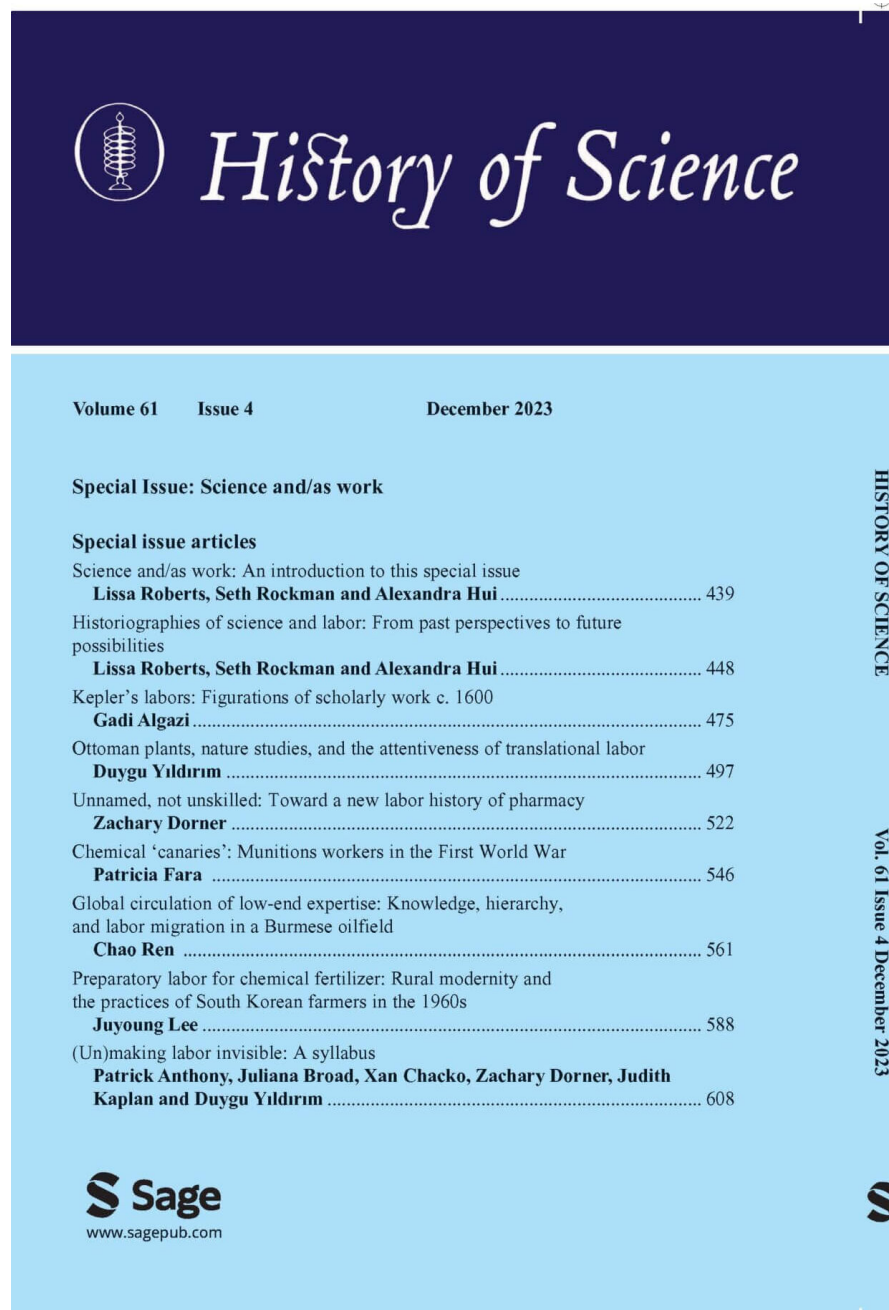 History of Science
Volume 61 Issue 4 December 2023
Special Issue: Science and/as work
Special issue articles
Science and/as work: An introduction to this special issue
Lissa Roberts, Seth Rockman and Alexandra Hui .......................................... 439
Historiographies of science and labor: From past perspectives to future
possibilities
Lissa Roberts, Seth Rockman and Alexandra Hui .......................................... 448
Kepler’s labors: Figurations of scholarly work c. 1600
Gadi Algazi .......................................... 475
Ottoman plants, nature studies, and the attentiveness of translational labor
Duygu Yıldırım .......................................... 497
Unnamed, not unskilled: Toward a new labor history of pharmacy
Zachary Dorner .......................................... 522
Chemical ‘canaries’: Munitions workers in the First World War
Patricia Fara .......................................... 546
Global circulation of low-end expertise: Knowledge, hierarchy,
and labor migration in a Burmese oilfield
Chao Ren .......................................... 561
Preparatory labor for chemical fertilizer: Rural modernity and
the practices of South Korean farmers in the 1960s
Juyoung Lee .......................................... 588
(Un)making labor invisible: A syllabus
Patrick Anthony, Juliana Broad, Xan Chacko, Zachary Dorner, Judith
Kaplan and Duygu Yıldırım .......................................... 608
Sage
www.sagepub.com
HISTORY OF SCIENCE
Vol. 61 Issue 4 December 2023